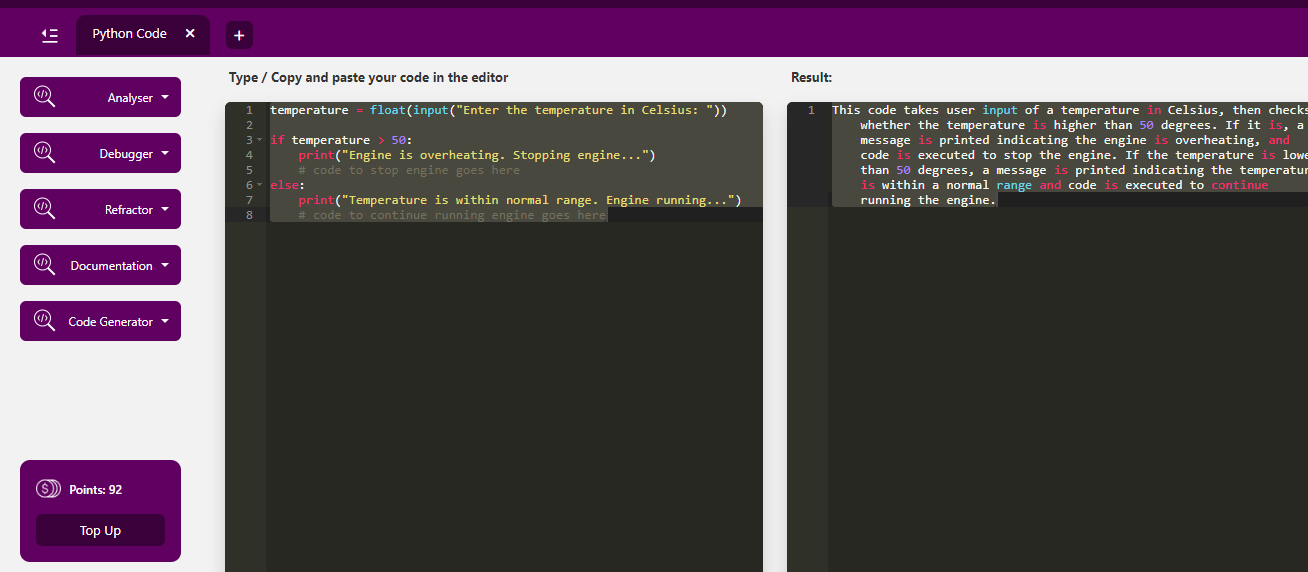 Python Code ✕ +
Type / Copy and paste your code in the editor
Result:
Analyser
Debugger
Refractor
Documentation
Code Generator
Points: 92
Top Up
1 temperature = float(input("Enter the temperature in Celsius: "))
2
3 if temperature > 50:
4 print("Engine is overheating. Stopping engine...")
5 # code to stop engine goes here
6 else:
7 print("Temperature is within normal range. Engine running...")
8 # code to continue running engine goes here
1 This code takes user input of a temperature in Celsius, then checks
whether the temperature is higher than 50 degrees. If it is, a
message is printed indicating the engine is overheating, and
code is executed to stop the engine. If the temperature is lowe
than 50 degrees, a message is printed indicating the temperatur
is within a normal range and code is executed to continue
running the engine.